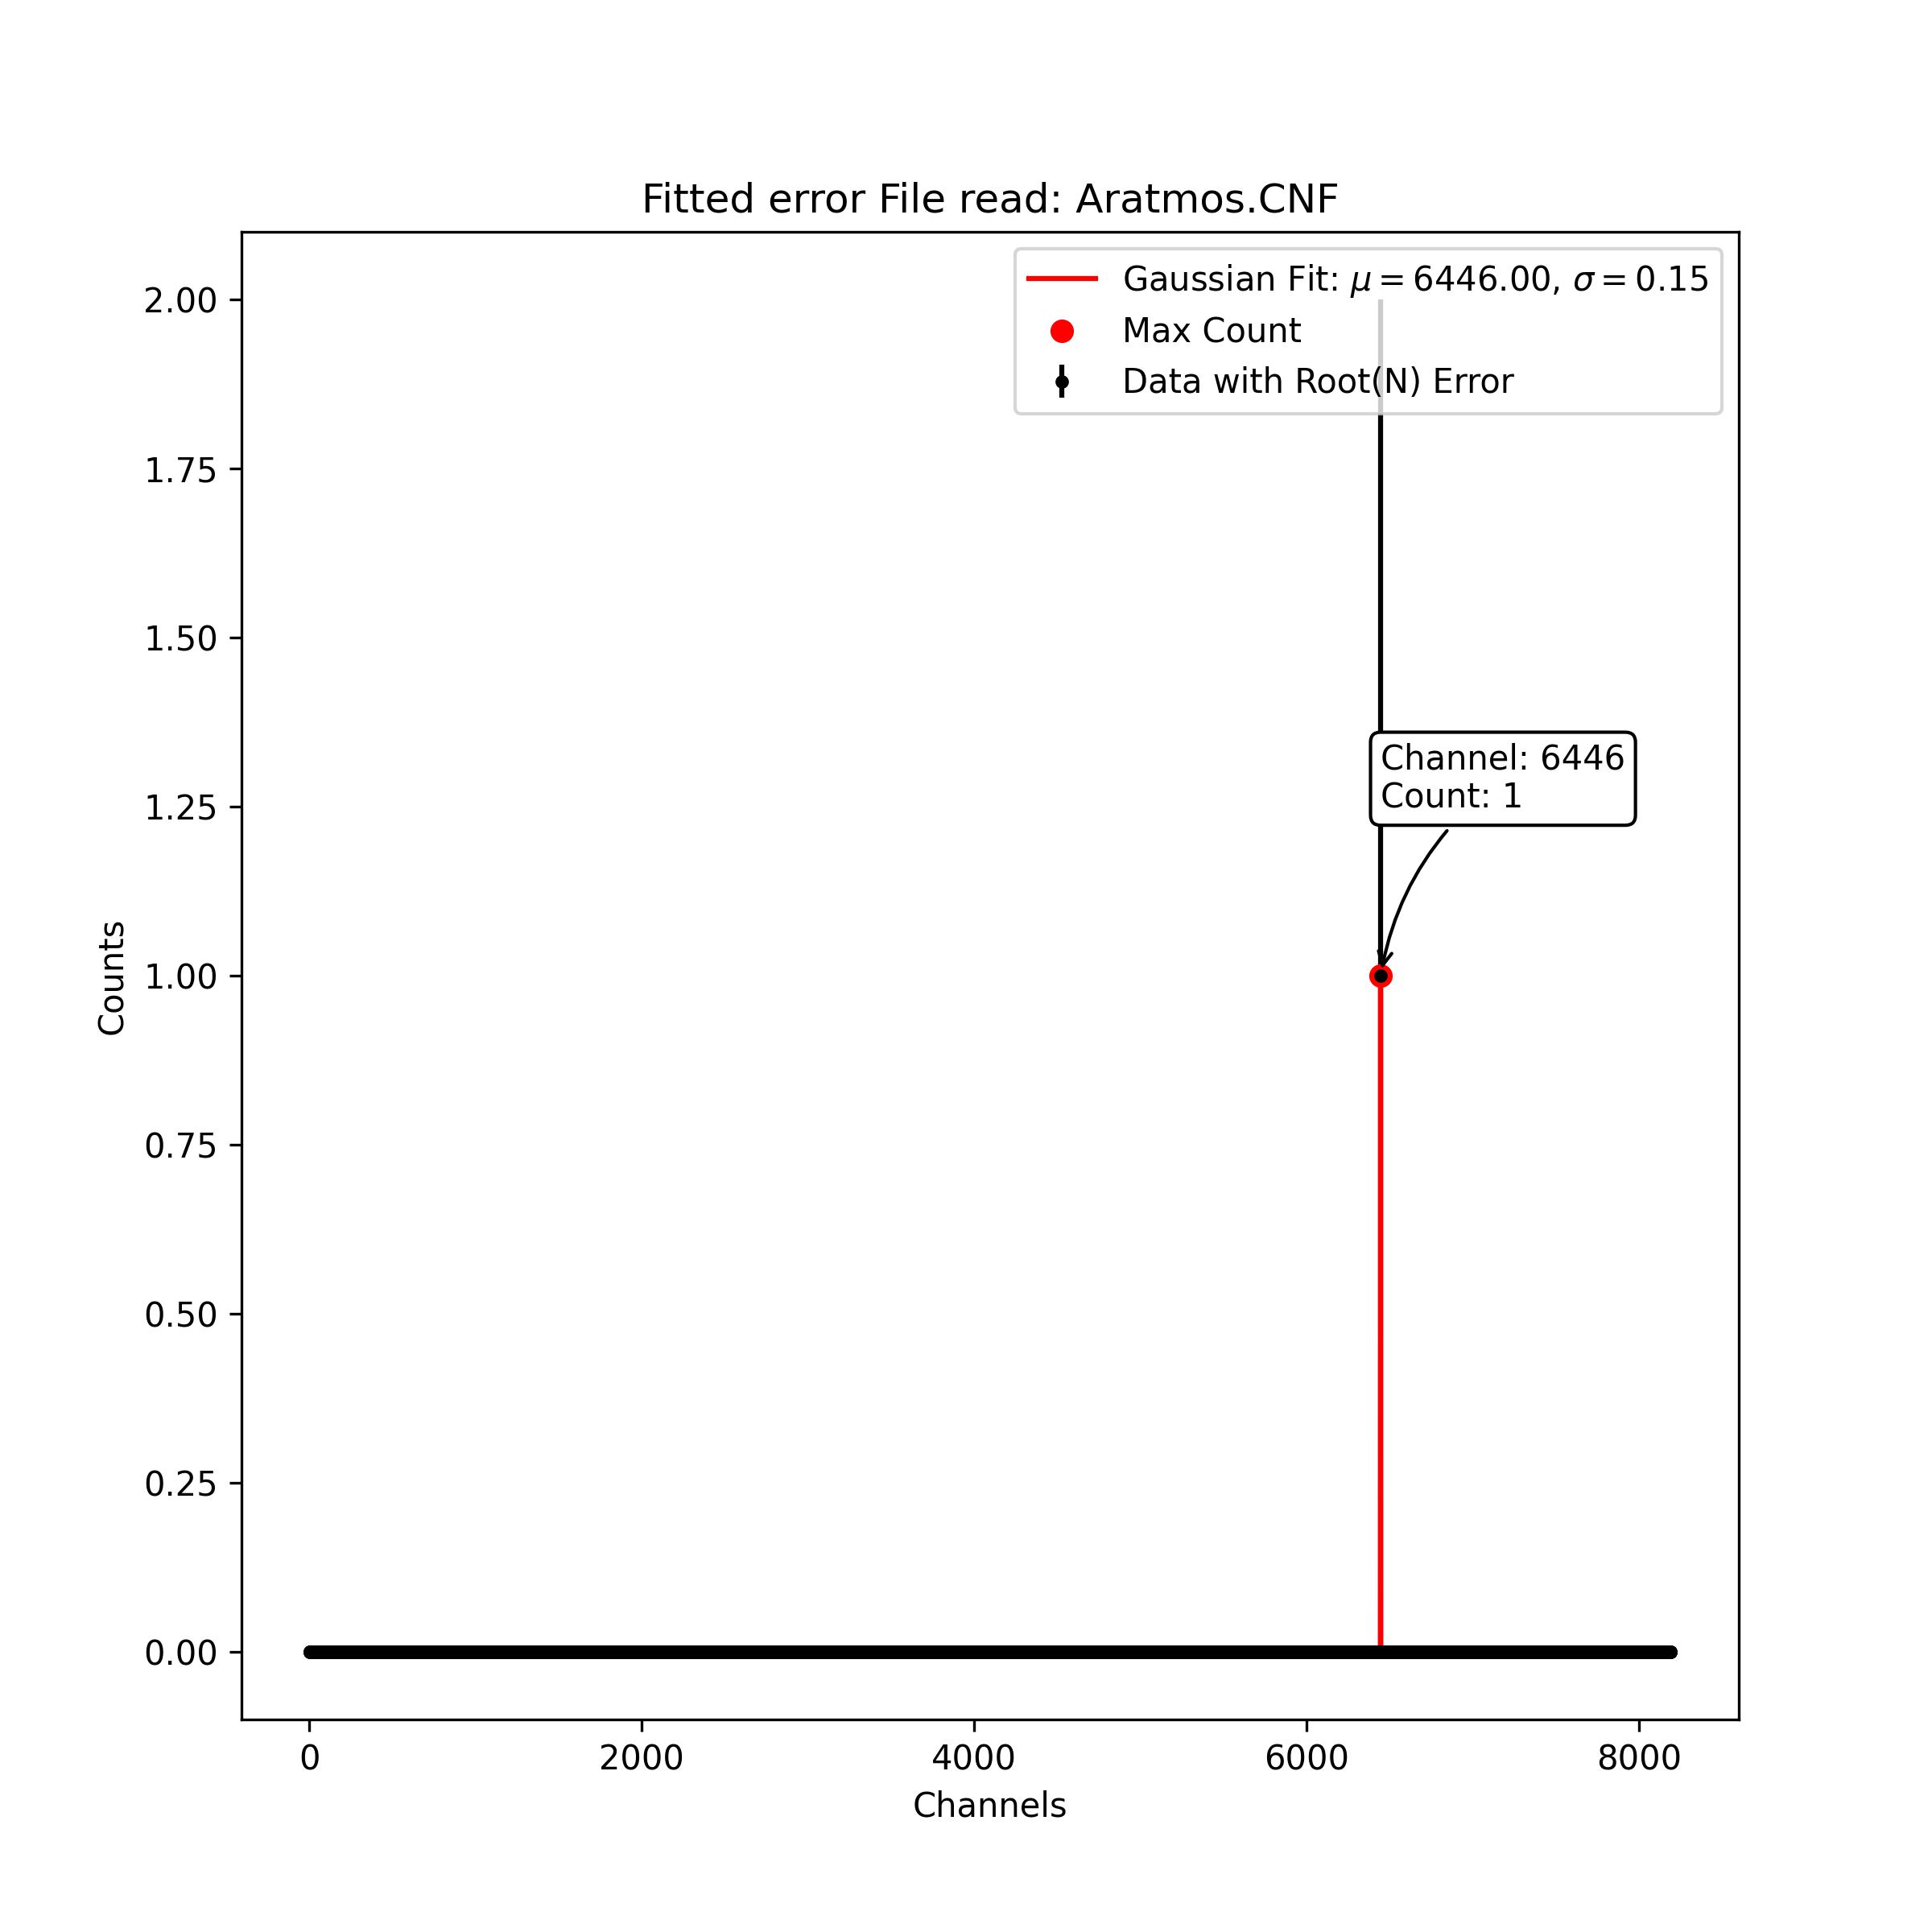 Fitted error File read: Aratmos.CNF
Gaussian Fit: μ = 6446.00, σ = 0.15
Max Count
Data with Root(N) Error
2.00
1.75
1.50
1.25
1.00
0.75
0.50
0.25
0.00
Counts
Channel: 6446
Count: 1
0
2000
4000
6000
8000
Channels